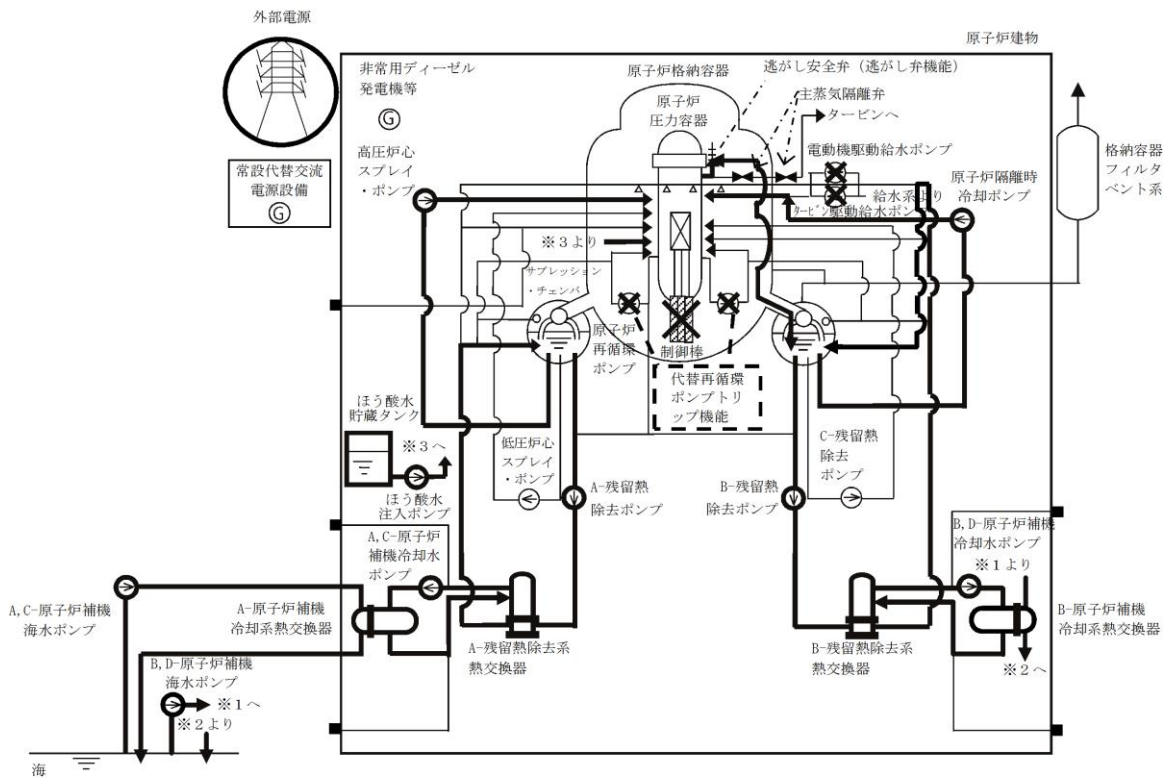 外部電源
原子炉建物
非常用ディーゼル
発電機等
Ⓖ
原子炉格納容器
原子炉
圧力容器
逃がし安全弁（逃がし弁機能）
主蒸気隔離弁
タービンへ
電動機駆動給水ポンプ
給水系より
タービン駆動給水ポンプ
原子炉隔離時
冷却ポンプ
格納容器
フィルタ
ベント系
常設代替交流
電源設備
Ⓖ
高圧炉心
スプレイ
・ポンプ
※３より
サプレッション
・チェンバ
原子炉
再循環
ポンプ
制御棒
代替再循環
ポンプトリ
ップ機能
ほう酸水
貯蔵タンク
※３へ
ほう酸水
注入ポンプ
低圧炉心
スプレイ
・ポンプ
A-残留熱
除去ポンプ
B-残留熱
除去ポンプ
C-残留熱
除去
ポンプ
A,C-原子炉
補機冷却水
ポンプ
B,D-原子炉補機
冷却水ポンプ
※１より
A,C-原子炉補機
海水ポンプ
A-原子炉補機
冷却系熱交換器
A-残留熱除去系
熱交換器
B-残留熱除去系
熱交換器
B-原子炉補機
冷却系熱交換器
※２へ
B,D-原子炉補機
海水ポンプ
※１へ
※２より
海